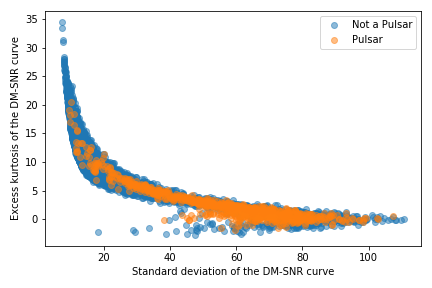 Not a Pulsar
Pulsar
Excess kurtosis of the DM-SNR curve
35
30
25
20
15
10
5
0
20 40 60 80 100
Standard deviation of the DM-SNR curve